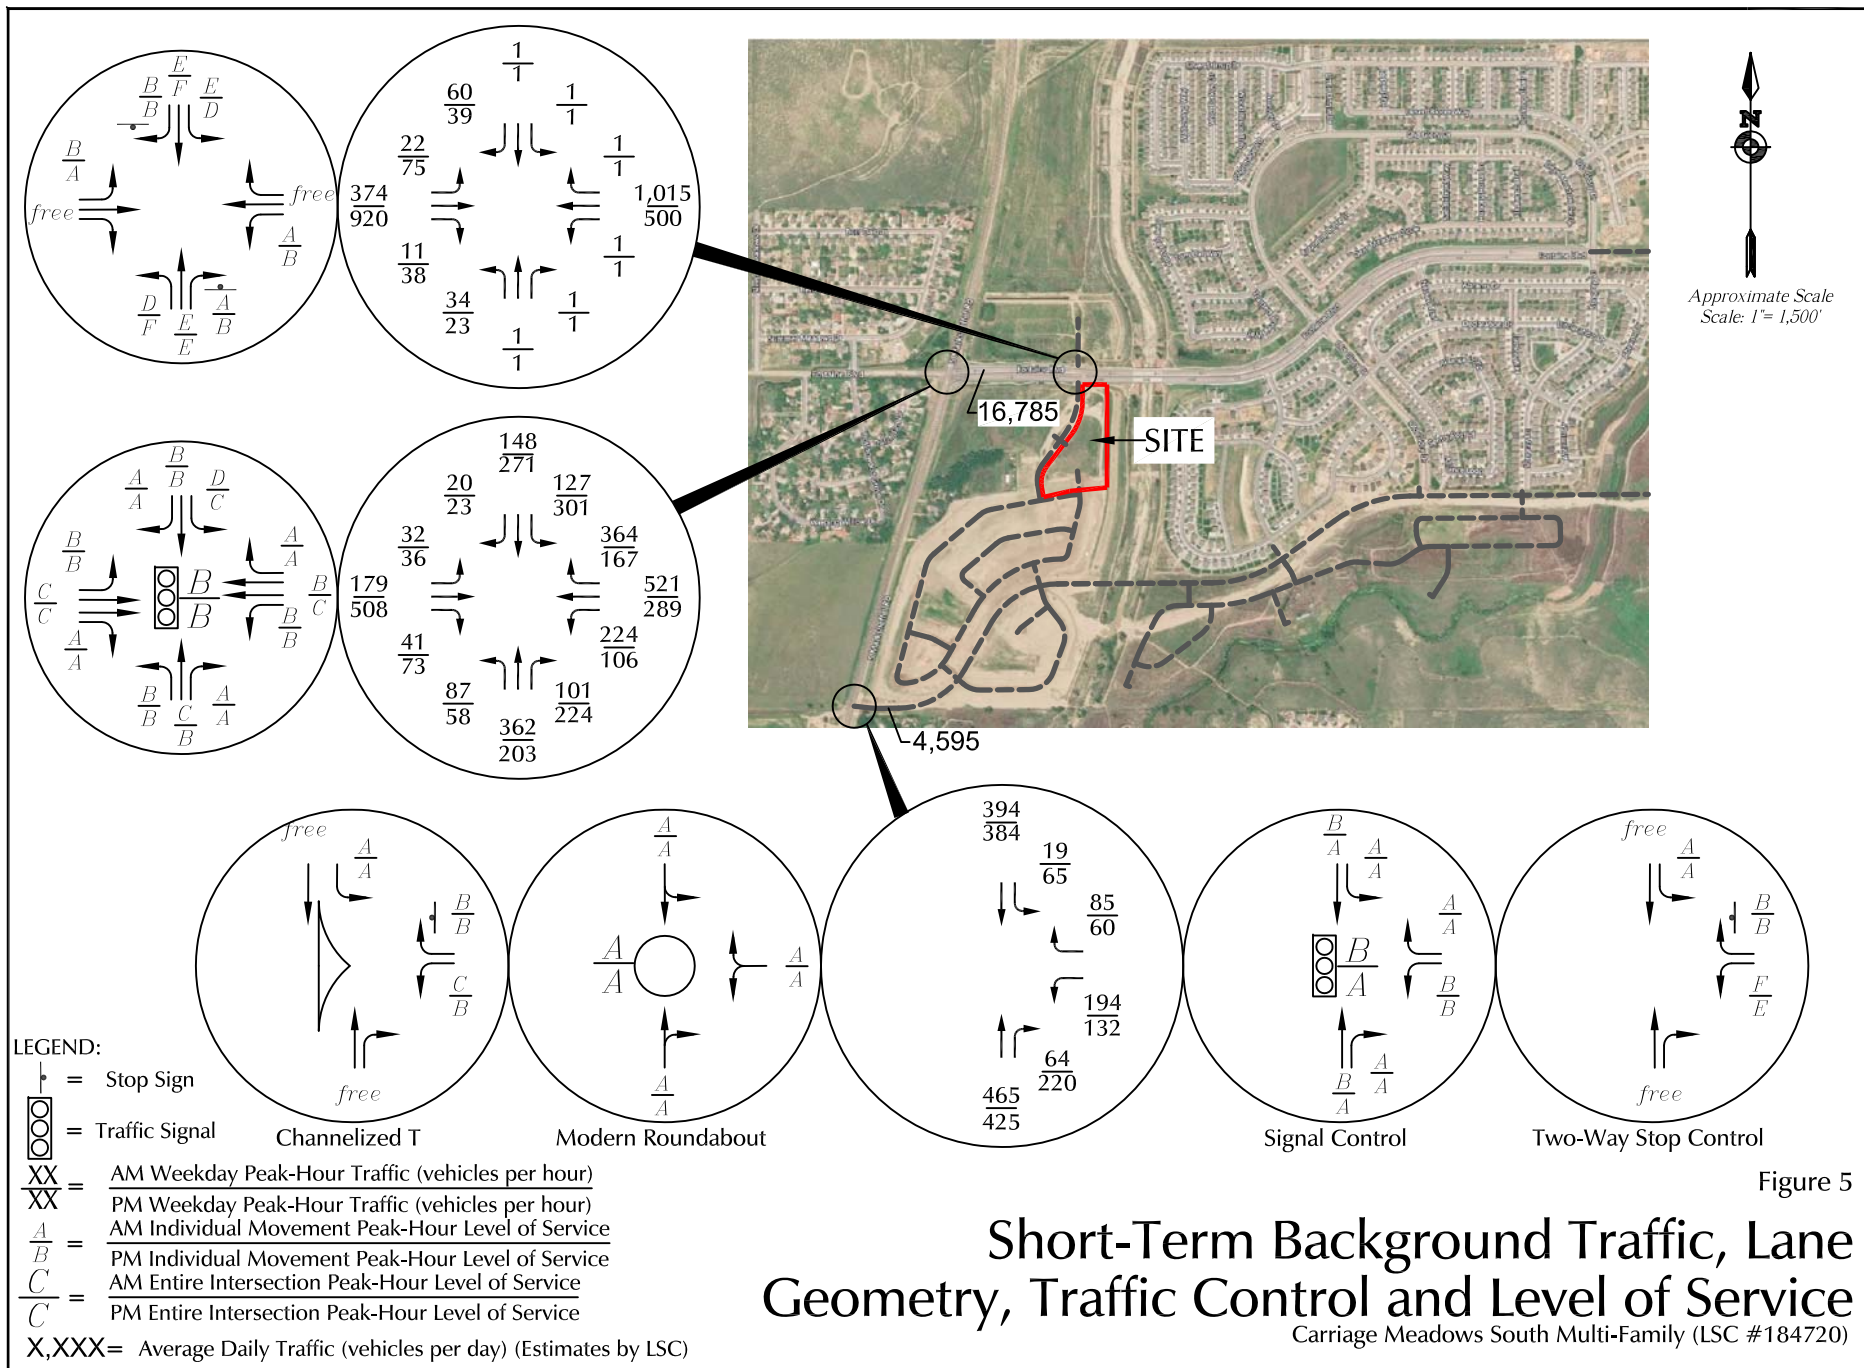 E
F
B
B
E
D
B
A
free
free
A
B
D
F
E
E
A
B
1
1
60
39
1
1
22
75
1
1
374
920
1,015
500
11
38
1
1
34
23
1
1
1
1
N
Approximate Scale
Scale: 1"= 1,500'
16,785
SITE
4,595
B
B
A
A
D
C
B
B
A
A
C
C
B
B
B
C
A
A
B
B
B
B
C
B
A
A
148
271
20
23
127
301
32
36
364
167
179
508
521
289
41
73
224
106
87
58
101
224
362
203
free
A
A
B
B
C
B
free
Channelized T
A
A
A
A
A
A
A
A
Modern Roundabout
394
384
19
65
85
60
194
132
64
220
465
425
B
A
A
A
A
A
B
A
B
B
B
A
A
A
Signal Control
free
A
A
B
B
F
E
free
Two-Way Stop Control
LEGEND:
= Stop Sign
= Traffic Signal
XX
XX
=
AM Weekday Peak-Hour Traffic (vehicles per hour)
PM Weekday Peak-Hour Traffic (vehicles per hour)
A
B
=
AM Individual Movement Peak-Hour Level of Service
PM Individual Movement Peak-Hour Level of Service
C
C
=
AM Entire Intersection Peak-Hour Level of Service
PM Entire Intersection Peak-Hour Level of Service
X,XXX= Average Daily Traffic (vehicles per day) (Estimates by LSC)
Figure 5
Short-Term Background Traffic, Lane
Geometry, Traffic Control and Level of Service
Carriage Meadows South Multi-Family (LSC #184720)